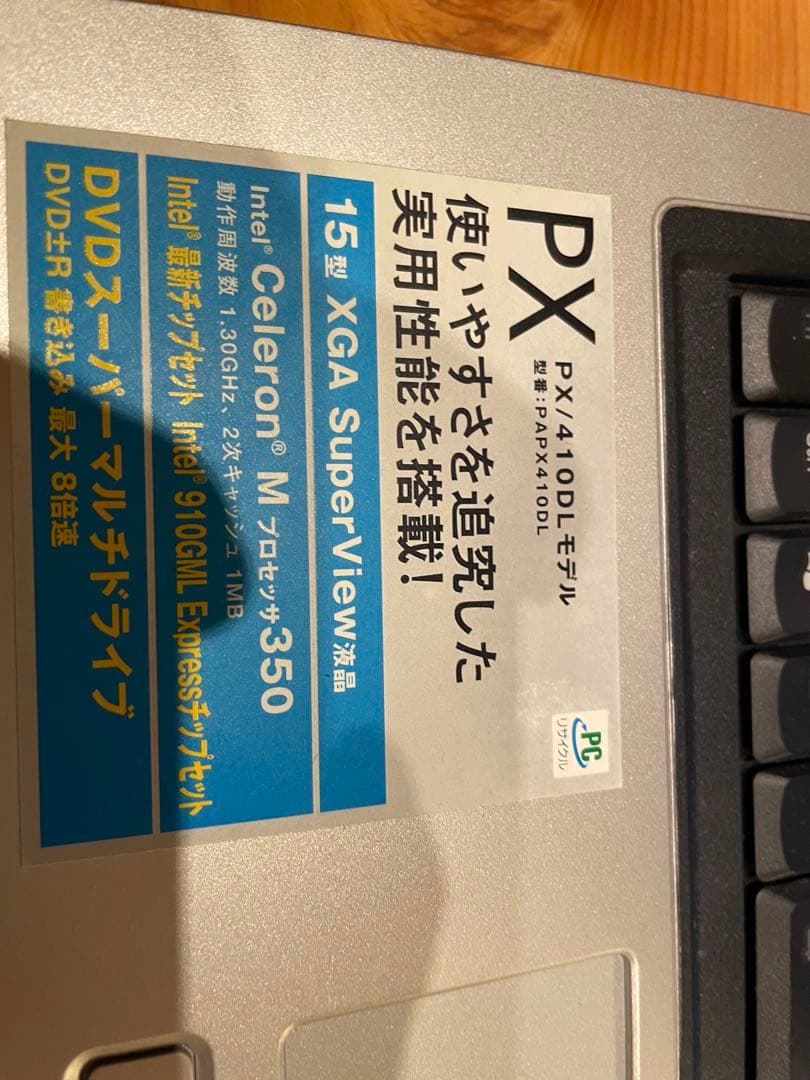 PX
PX/410DLモデル
型番:PAPX410DL
使いやすさを追究した
実用性能を搭載!
PC
リサイクル
15型 XGA SuperView液晶
Intel® Celeron® M プロセッサ350
動作周波数 1.30GHz、2次キャッシュ 1MB
Intel® 最新チップセット Intel® 910GML Expressチップセット
DVDスーパーマルチドライブ
DVD±R 書き込み 最大 8倍速